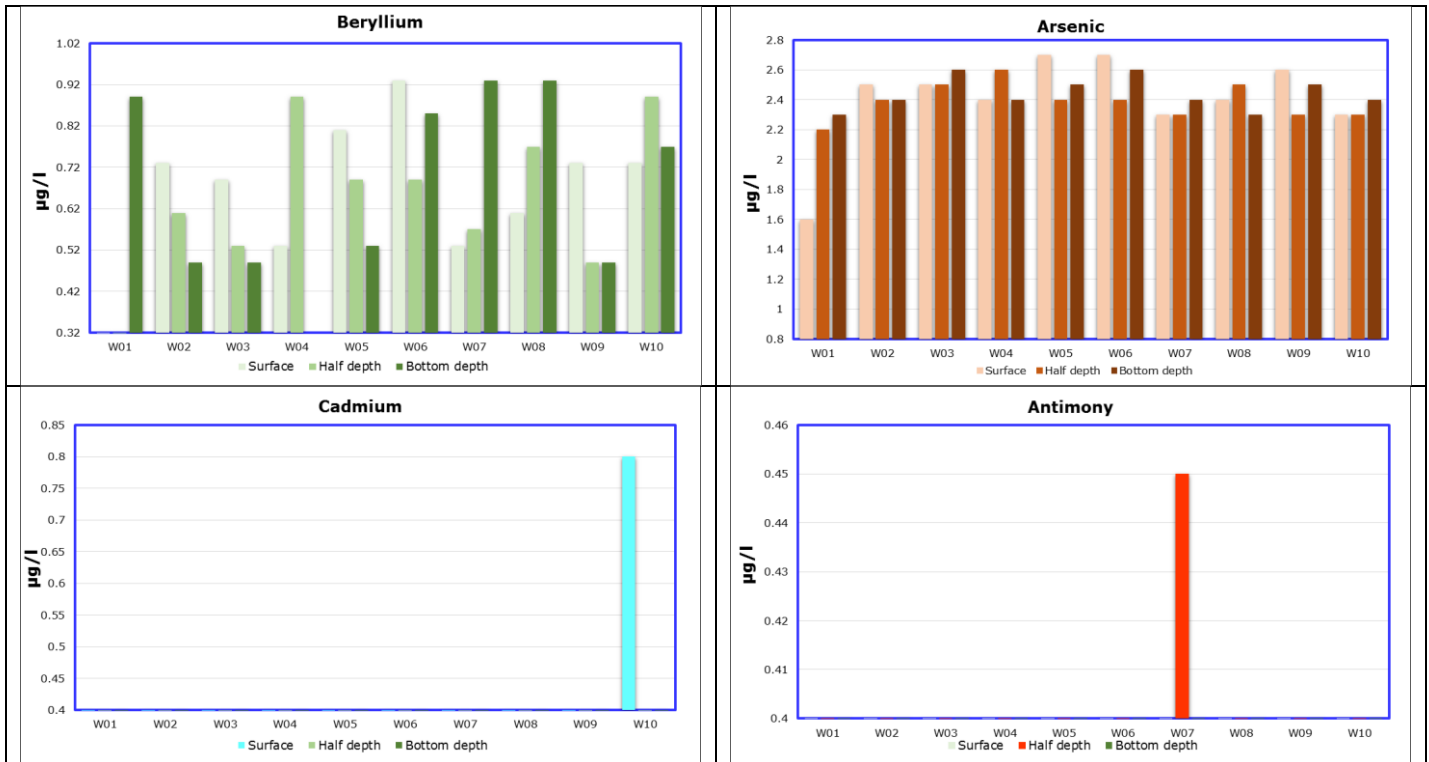 Beryllium
1.02
0.92
0.82
0.72
0.62
0.52
0.42
0.32
µg/l
W01 W02 W03 W04 W05 W06 W07 W08 W09 W10
Surface Half depth Bottom depth
Arsenic
2.8
2.6
2.4
2.2
2
1.8
1.6
1.4
1.2
1
0.8
µg/l
W01 W02 W03 W04 W05 W06 W07 W08 W09 W10
Surface Half depth Bottom depth
Cadmium
0.85
0.8
0.75
0.7
0.65
0.6
0.55
0.5
0.45
0.4
µg/l
W01 W02 W03 W04 W05 W06 W07 W08 W09 W10
Surface Half depth Bottom depth
Antimony
0.46
0.45
0.44
0.43
0.42
0.41
0.4
µg/l
W01 W02 W03 W04 W05 W06 W07 W08 W09 W10
Surface Half depth Bottom depth